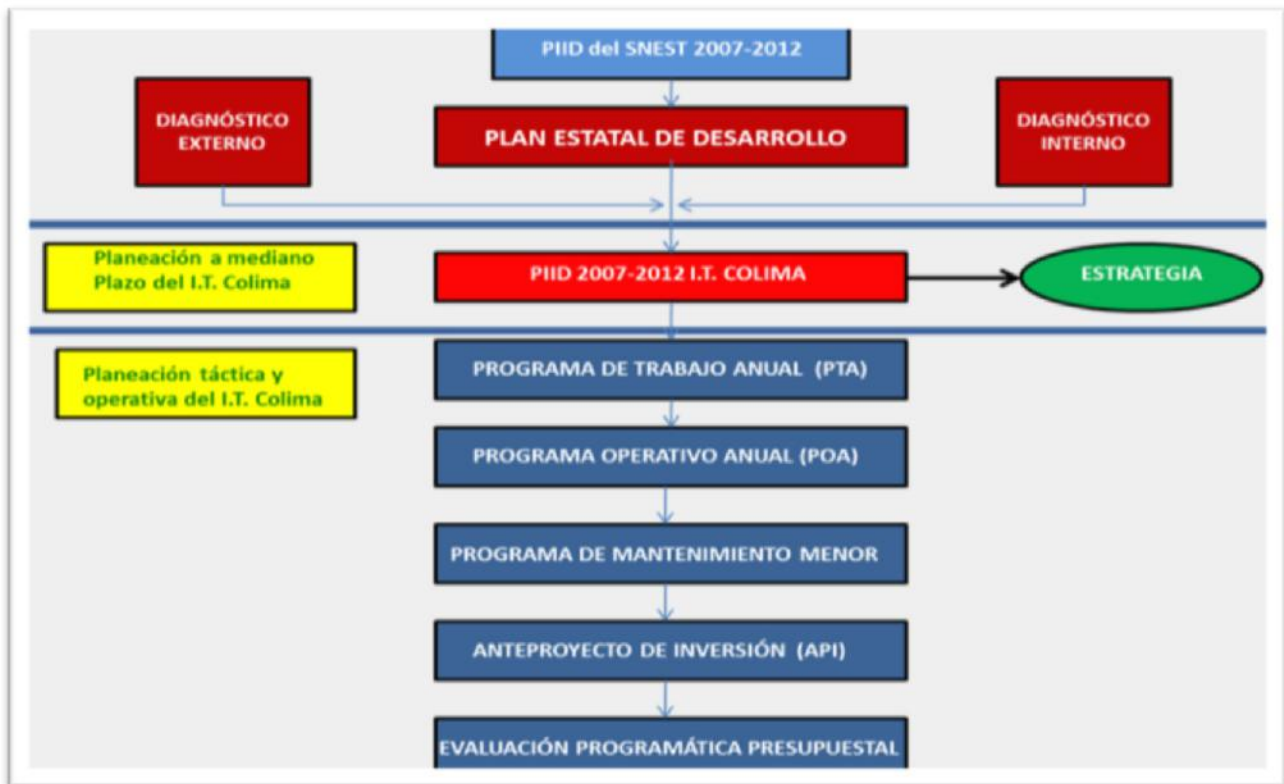 PIID del SNEST 2007-2012
DIAGNÓSTICO
EXTERNO
PLAN ESTATAL DE DESARROLLO
DIAGNÓSTICO
INTERNO
Planeación a mediano
Plazo del I.T. Colima
PIID 2007-2012 I.T. COLIMA
ESTRATEGIA
Planeación táctica y
operativa del I.T. Colima
PROGRAMA DE TRABAJO ANUAL (PTA)
PROGRAMA OPERATIVO ANUAL (POA)
PROGRAMA DE MANTENIMIENTO MENOR
ANTEPROYECTO DE INVERSIÓN (API)
EVALUACIÓN PROGRAMÁTICA PRESUPUESTAL